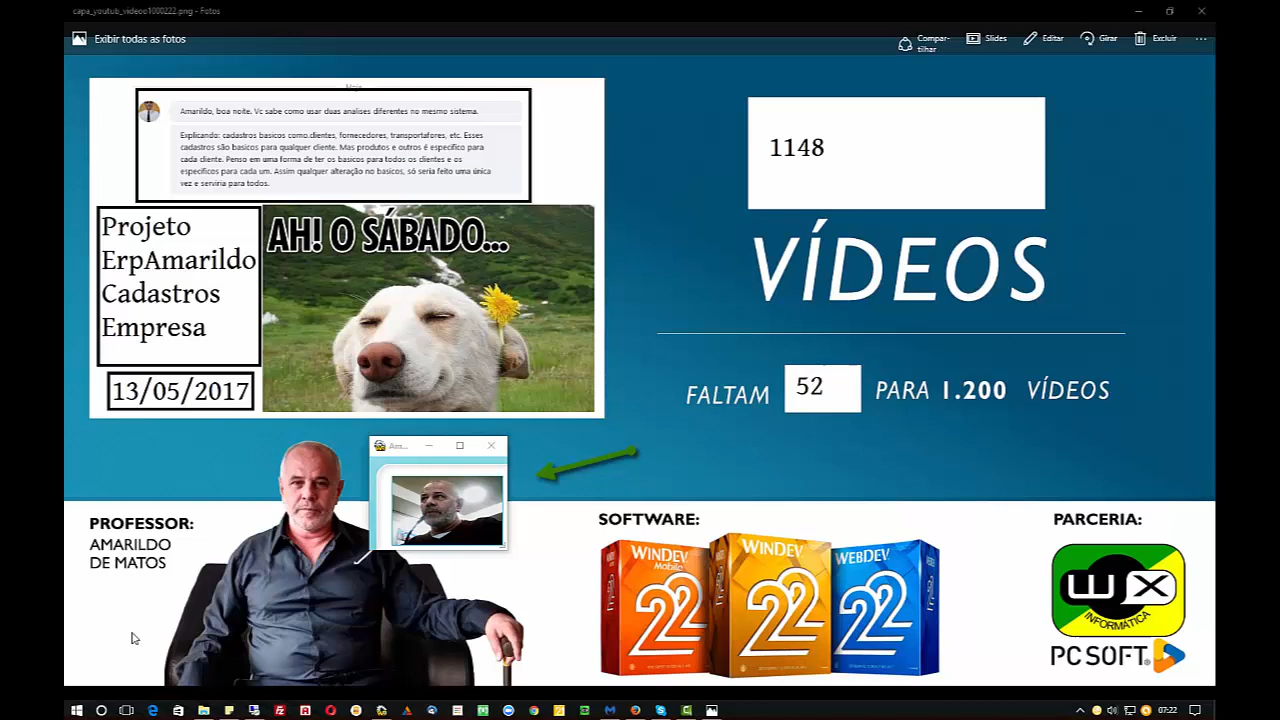 capa_youtub_videoo1000222.png - Fotos
Exibir todas as fotos
Compar-
tilhar
Slides
Editar
Girar
Excluir
Amarildo, boa noite. Vc sabe como usar duas analises diferentes no mesmo sistema.
Explicando: cadastros basicos como.clientes, fornecedores, transportafores, etc. Esses
cadastros são basicos para qualquer cliente. Mas produtos e outros é especifico para
cada cliente. Penso em uma forma de ter os basicos para todos os clientes e os
especificos para cada um. Assim qualquer alteração no basicos, só seria feito uma única
vez e serviria para todos.
Projeto
ErpAmarildo
Cadastros
Empresa
13/05/2017
AH! O SÁBADO...
1148
VÍDEOS
FALTAM 52 PARA 1.200 VÍDEOS
PROFESSOR:
AMARILDO
DE MATOS
SOFTWARE:
WINDEV
Mobile
22
WINDEV
22
WEBDEV
22
PARCERIA:
WX
INFORMÁTICA
PC SOFT
07:22